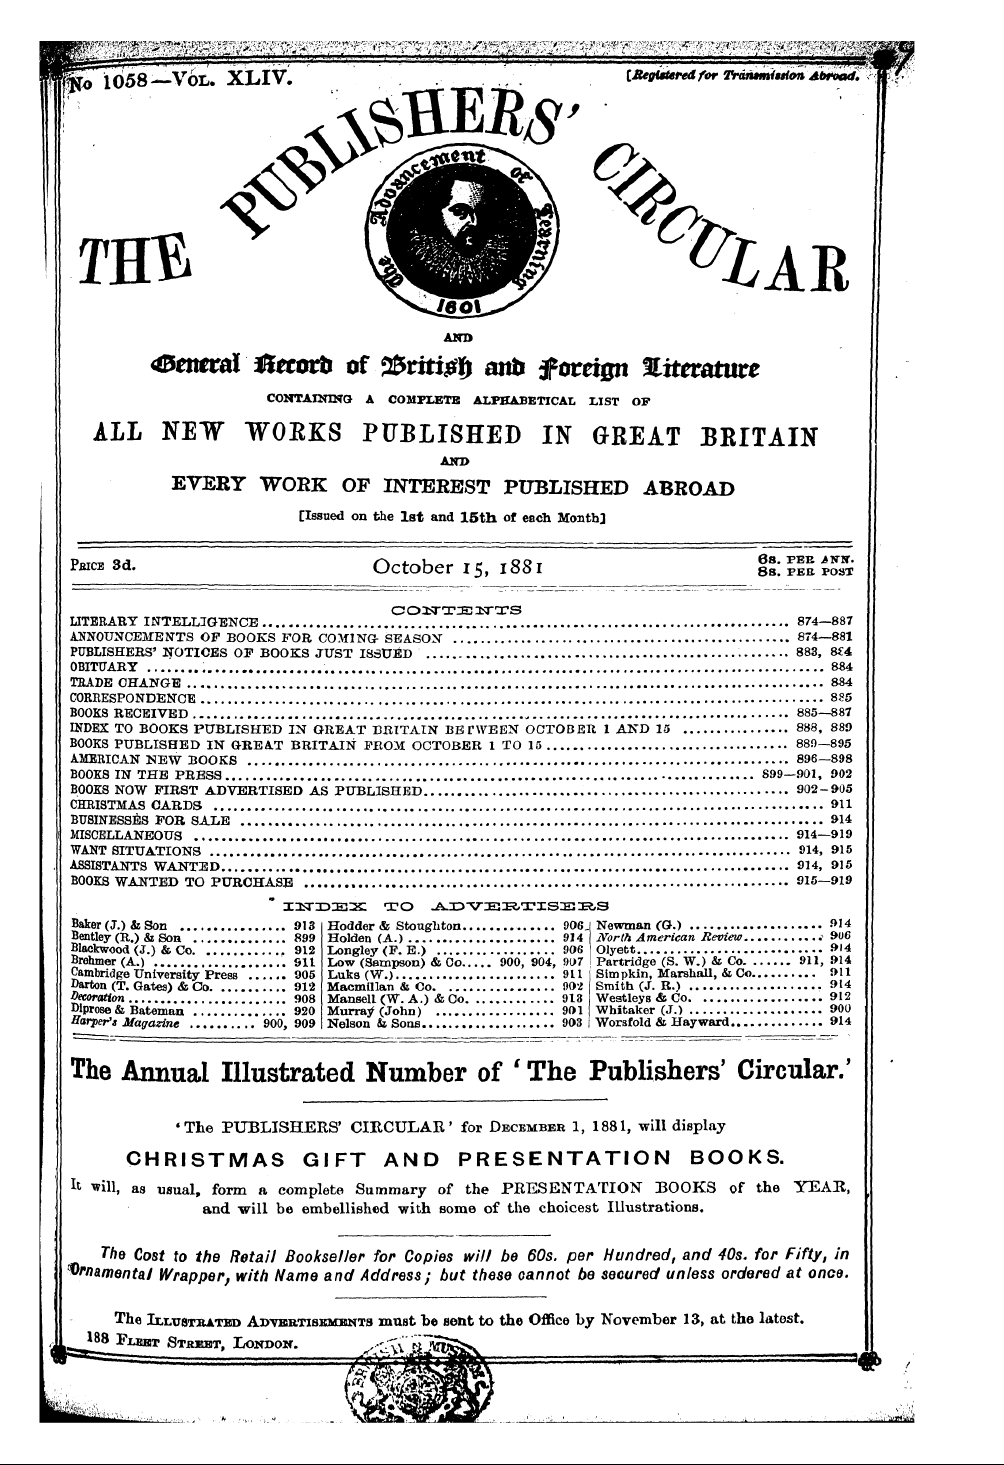 No 1058—VOL. XLIV.
[Registered for Transmission Abroad.
THE PUBLISHERS' CIRCULAR
The Advancement of Learning
1601
AND
General Record of British and Foreign Literature
CONTAINING A COMPLETE ALPHABETICAL LIST OF
ALL NEW WORKS PUBLISHED IN GREAT BRITAIN
AND
EVERY WORK OF INTEREST PUBLISHED ABROAD
[Issued on the 1st and 15th of each Month]
PRICE 3d.
October 15, 1881
6s. PER ANN.
8s. PER POST
CONTENTS
LITERARY INTELLIGENCE 874—887
ANNOUNCEMENTS OF BOOKS FOR COMING SEASON 874—881
PUBLISHERS' NOTICES OF BOOKS JUST ISSUED 883, 884
OBITUARY 884
TRADE CHANGE 884
CORRESPONDENCE 885
BOOKS RECEIVED 885—887
INDEX TO BOOKS PUBLISHED IN GREAT BRITAIN BETWEEN OCTOBER 1 AND 15 888, 889
BOOKS PUBLISHED IN GREAT BRITAIN FROM OCTOBER 1 TO 15 889—895
AMERICAN NEW BOOKS 896—898
BOOKS IN THE PRESS 899—901, 902
BOOKS NOW FIRST ADVERTISED AS PUBLISHED 902-905
CHRISTMAS CARDS 911
BUSINESSES FOR SALE 914
MISCELLANEOUS 914—919
WANT SITUATIONS 914, 915
ASSISTANTS WANTED 914, 915
BOOKS WANTED TO PURCHASE 915—919
INDEX TO ADVERTISERS
Baker (J.) & Son 913
Bentley (R.) & Son 899
Blackwood (J.) & Co. 912
Brehmer (A.) 911
Cambridge University Press 905
Darton (T. Gates) & Co. 912
Decoration 908
Diprose & Bateman 920
Harper's Magazine 900, 909
Hodder & Stoughton 906
Holden (A.) 914
Longley (F. E.) 906
Low (Sampson) & Co. 900, 904, 907
Luks (W.) 911
Macmillan & Co. 902
Mansell (W. A.) & Co. 913
Murray (John) 901
Nelson & Sons 903
Newman (G.) 914
North American Review 906
Olyett 914
Partridge (S. W.) & Co. 911, 914
Simpkin, Marshall, & Co. 911
Smith (J. R.) 914
Westleys & Co. 912
Whitaker (J.) 900
Worsfold & Hayward 914
The Annual Illustrated Number of 'The Publishers' Circular.'
'The PUBLISHERS' CIRCULAR' for DECEMBER 1, 1881, will display
CHRISTMAS GIFT AND PRESENTATION BOOKS.
It will, as usual, form a complete Summary of the PRESENTATION BOOKS of the YEAR,
and will be embellished with some of the choicest Illustrations.
The Cost to the Retail Bookseller for Copies will be 60s. per Hundred, and 40s. for Fifty, in
Ornamental Wrapper, with Name and Address; but these cannot be secured unless ordered at once.
The ILLUSTRATED ADVERTISEMENTS must be sent to the Office by November 13, at the latest.
188 FLEET STREET, LONDON.
BRITISH MUSEUM